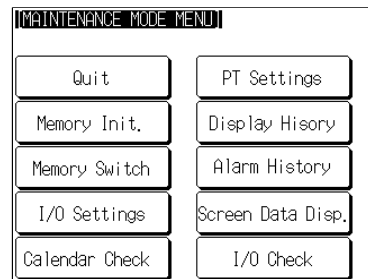 [MAINTENANCE MODE MENU]
Quit
PT Settings
Memory Init.
Display Hisory
Memory Switch
Alarm History
I/O Settings
Screen Data Disp.
Calendar Check
I/O Check